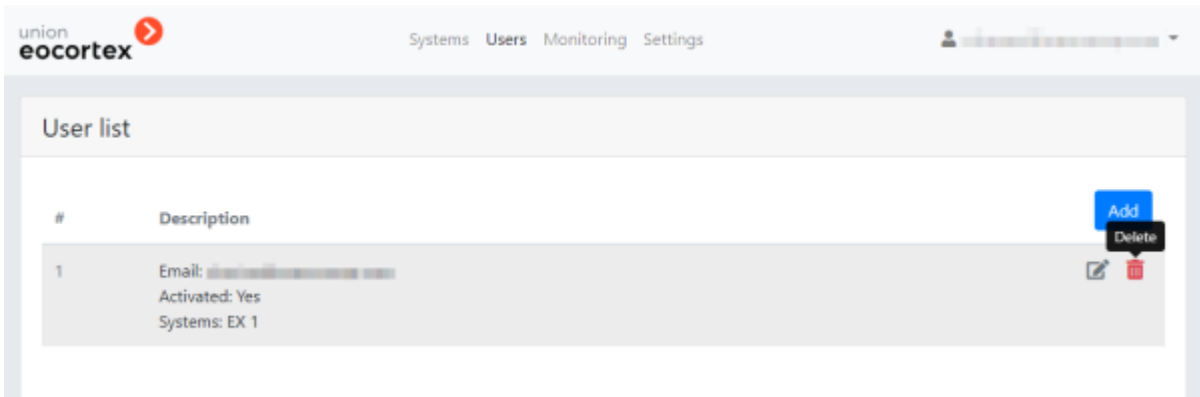 union
eocortex
Systems Users Monitoring Settings
User list
# Description
Add
Delete
1
Email:
Activated: Yes
Systems: EX 1